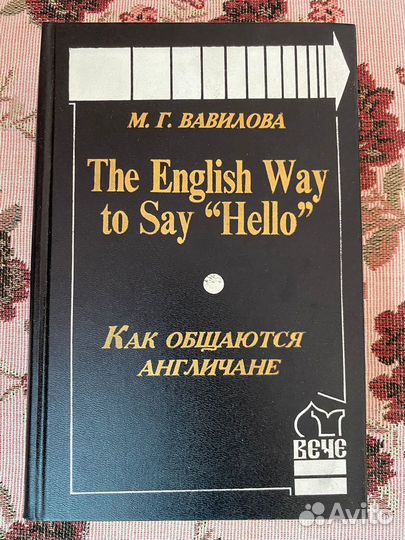 М. Г. ВАВИЛОВА
The English Way
to Say “Hello”
КАК ОБЩАЮТСЯ
АНГЛИЧАНЕ
ВЕЧЕ
Avito